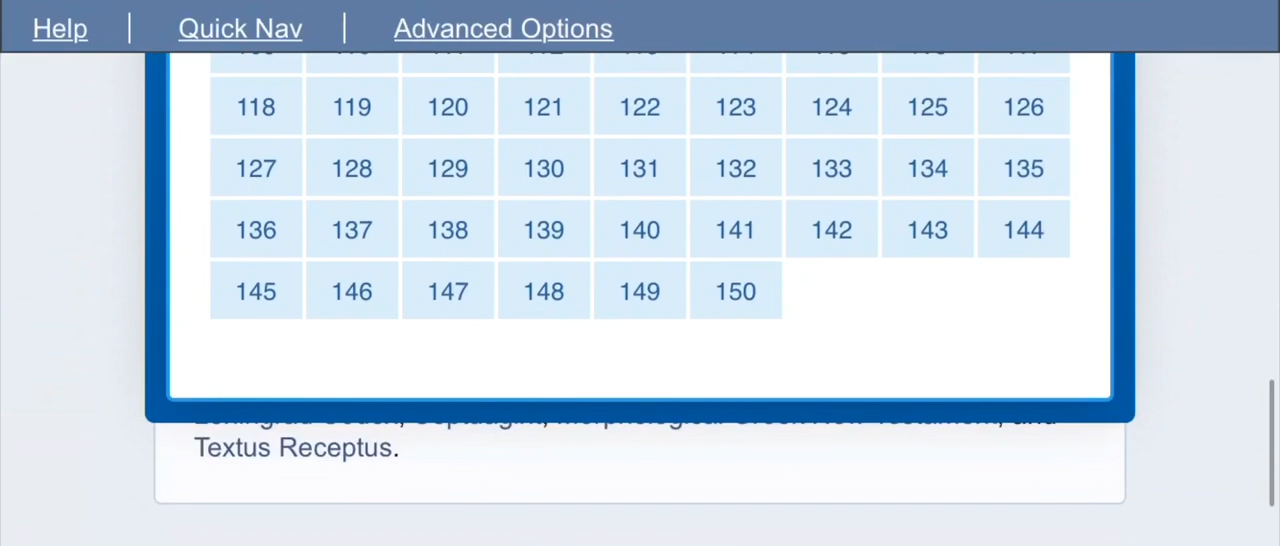 Help | Quick Nav | Advanced Options
118 119 120 121 122 123 124 125 126
127 128 129 130 131 132 133 134 135
136 137 138 139 140 141 142 143 144
145 146 147 148 149 150
Textus Receptus.